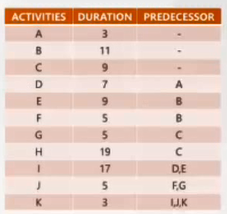 ACTIVITIES DURATION PREDECESSOR
A 3 -
B 11 -
C 9 -
D 7 A
E 9 B
F 5 B
G 5 C
H 19 C
I 17 D,E
J 5 F,G
K 3 I,J,K